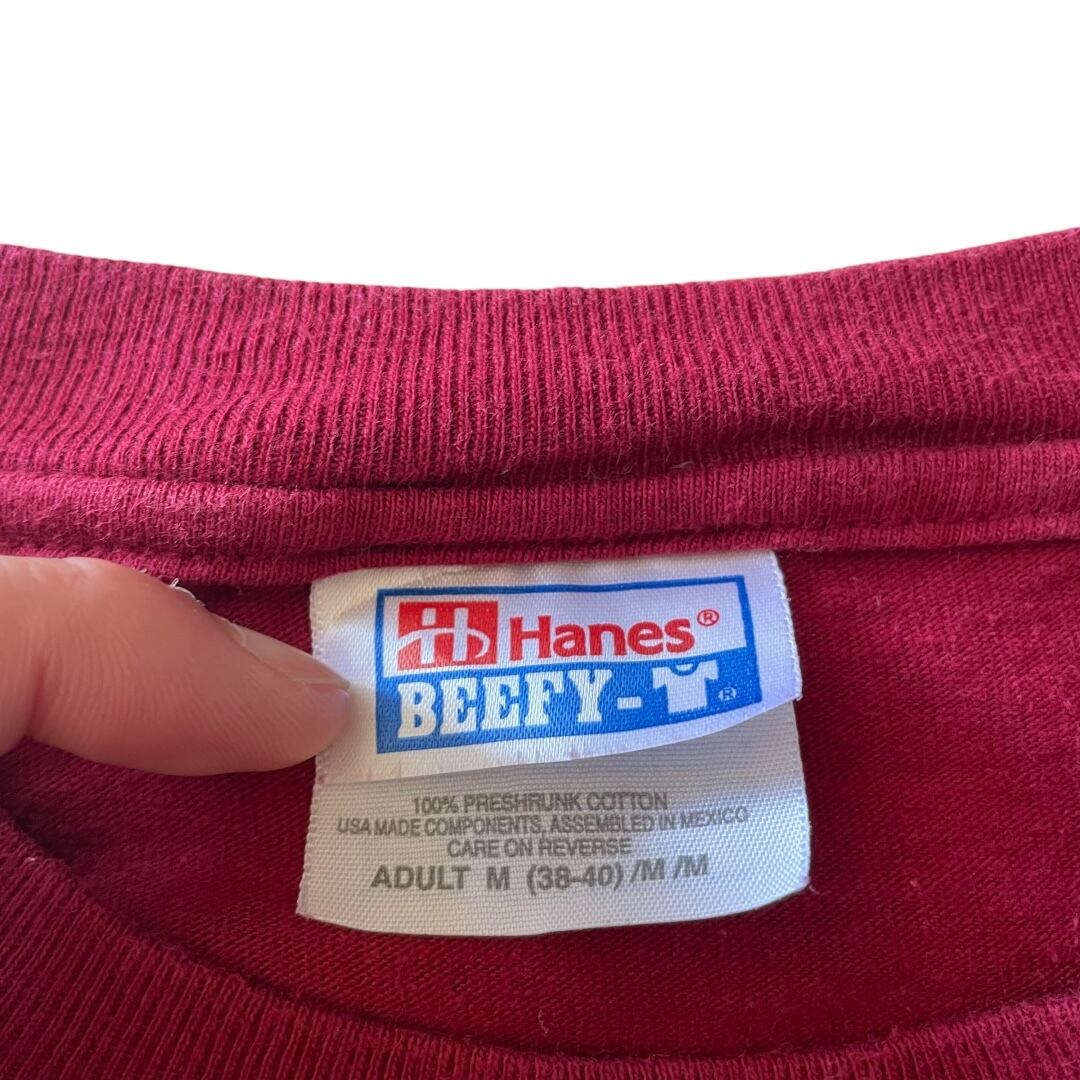 Hanes®
BEEFY-®
100% PRESHRUNK COTTON
USA MADE COMPONENTS, ASSEMBLED IN MEXICO
CARE ON REVERSE
ADULT M (38-40) /M /M